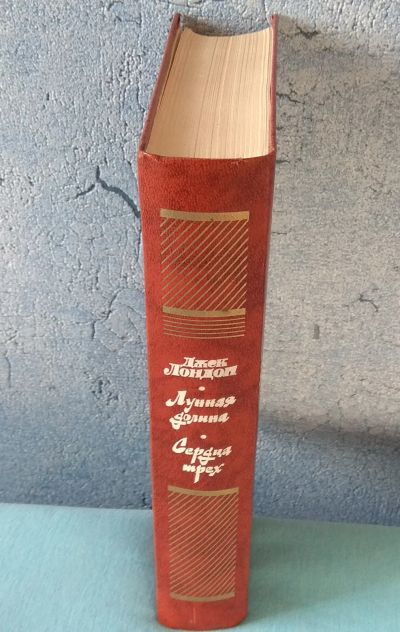 Джек
Лондон
•
Лунная
долина
•
Сердца
трех